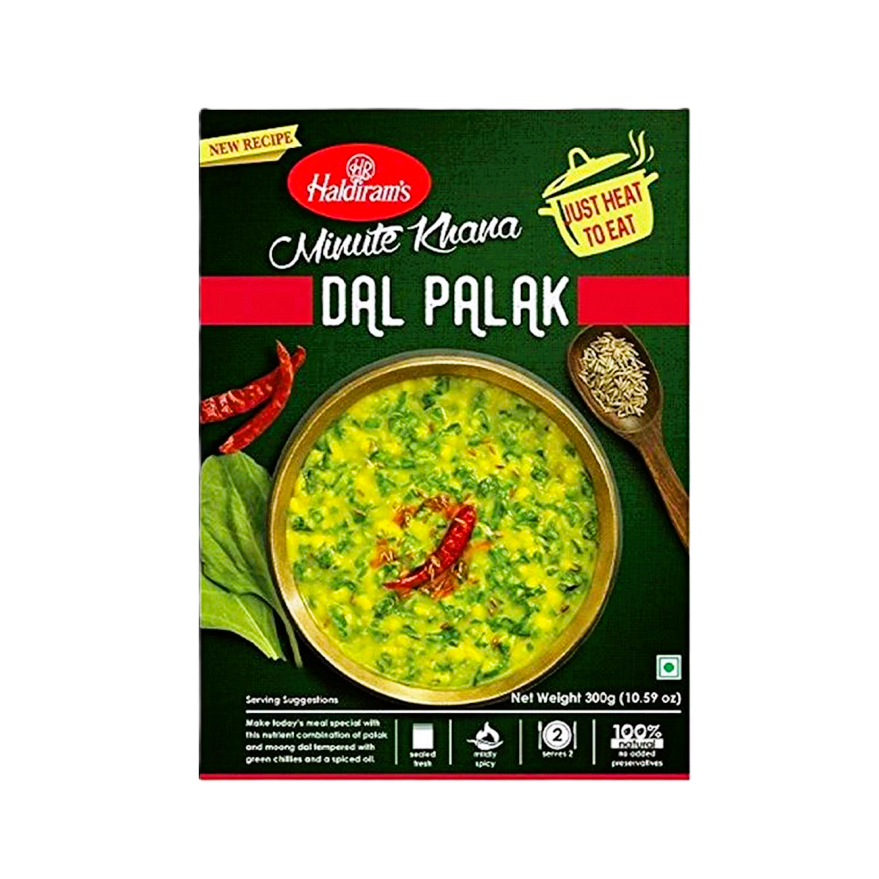 NEW RECIPE
HR
Haldiram's
Minute Khana
JUST HEAT
TO EAT
DAL PALAK
Serving Suggestions
Net Weight 300g (10.59 oz)
Make today's meal special with
this nutrient combination of palak
and moong dal tempered with
green chillies and a spiced oil.
sealed
fresh
mildly
spicy
2
serves 2
100%
natural
no added
preservatives